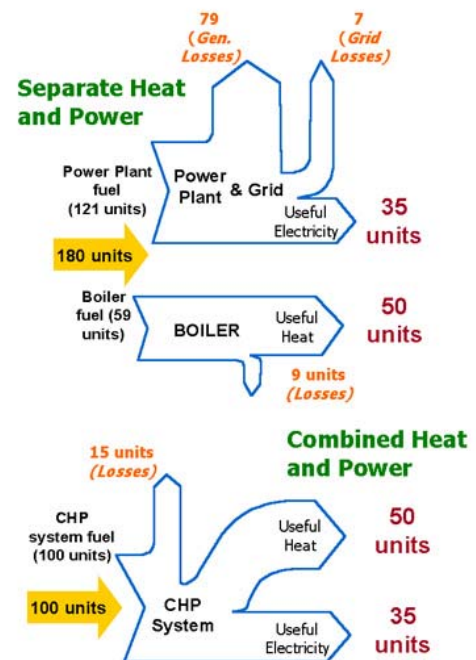 79
(Gen.
Losses)
7
(Grid
Losses)
Separate Heat
and Power
Power Plant
fuel
(121 units)
Power
Plant
& Grid
Useful
Electricity
35
units
180 units
Boiler
fuel (59
units)
BOILER
Useful
Heat
50
units
9 units
(Losses)
Combined Heat
and Power
15 units
(Losses)
CHP
system fuel
(100 units)
Useful
Heat
50
units
100 units
CHP
System
Useful
Electricity
35
units